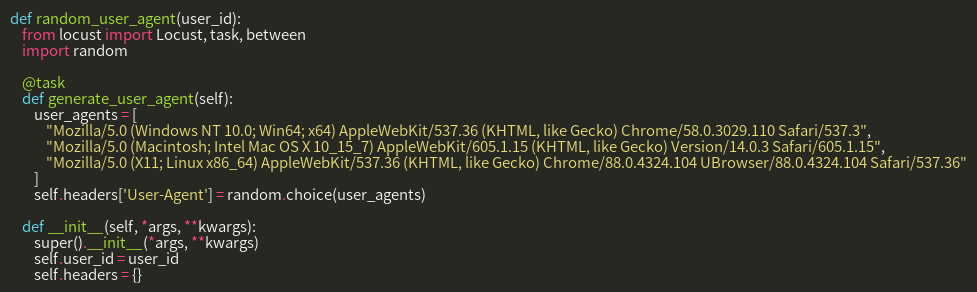 def random_user_agent(user_id):
from locust import Locust, task, between
import random
@task
def generate_user_agent(self):
user_agents = [
"Mozilla/5.0 (Windows NT 10.0; Win64; x64) AppleWebKit/537.36 (KHTML, like Gecko) Chrome/58.0.3029.110 Safari/537.3",
"Mozilla/5.0 (Macintosh; Intel Mac OS X 10_15_7) AppleWebKit/605.1.15 (KHTML, like Gecko) Version/14.0.3 Safari/605.1.15",
"Mozilla/5.0 (X11; Linux x86_64) AppleWebKit/537.36 (KHTML, like Gecko) Chrome/88.0.4324.104 UBrowser/88.0.4324.104 Safari/537.36"
]
self.headers['User-Agent'] = random.choice(user_agents)
def __init__(self, *args, **kwargs):
super().__init__(*args, **kwargs)
self.user_id = user_id
self.headers = {}